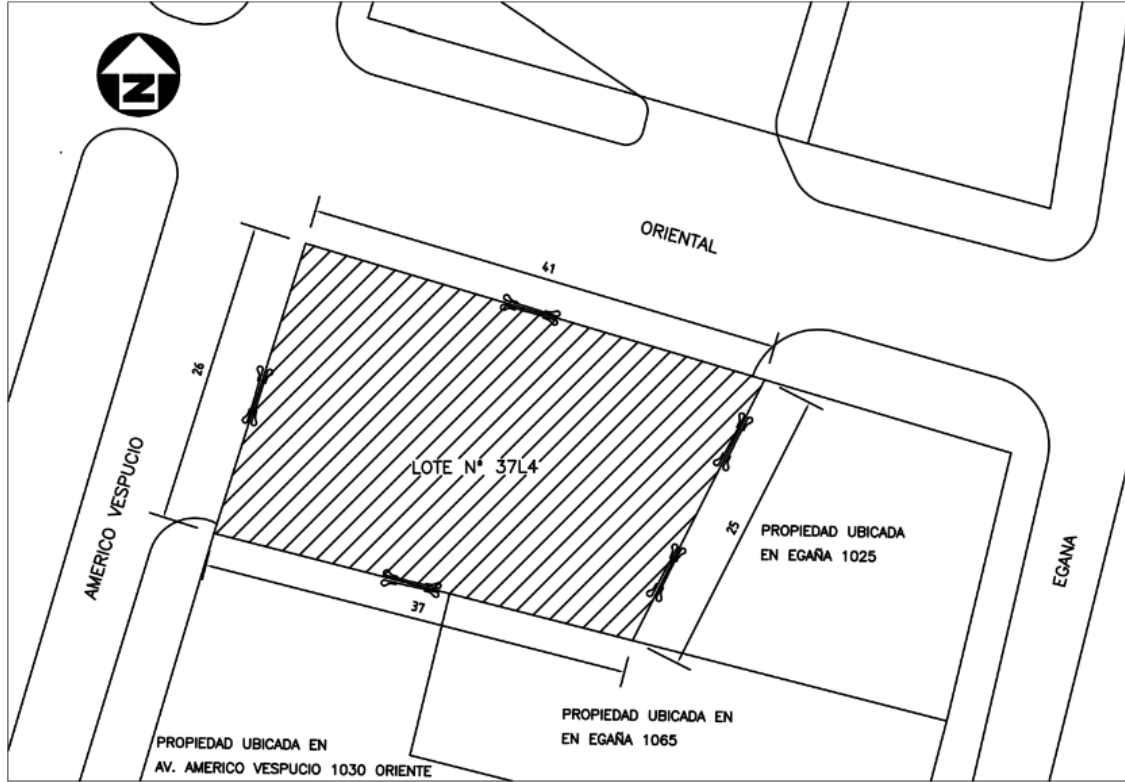 N
ORIENTAL
41
26
AMERICO VESPUCIO
LOTE N° 37L4
25
PROPIEDAD UBICADA
EN EGAÑA 1025
EGANA
37
PROPIEDAD UBICADA EN
EN EGAÑA 1065
PROPIEDAD UBICADA EN
AV. AMERICO VESPUCIO 1030 ORIENTE